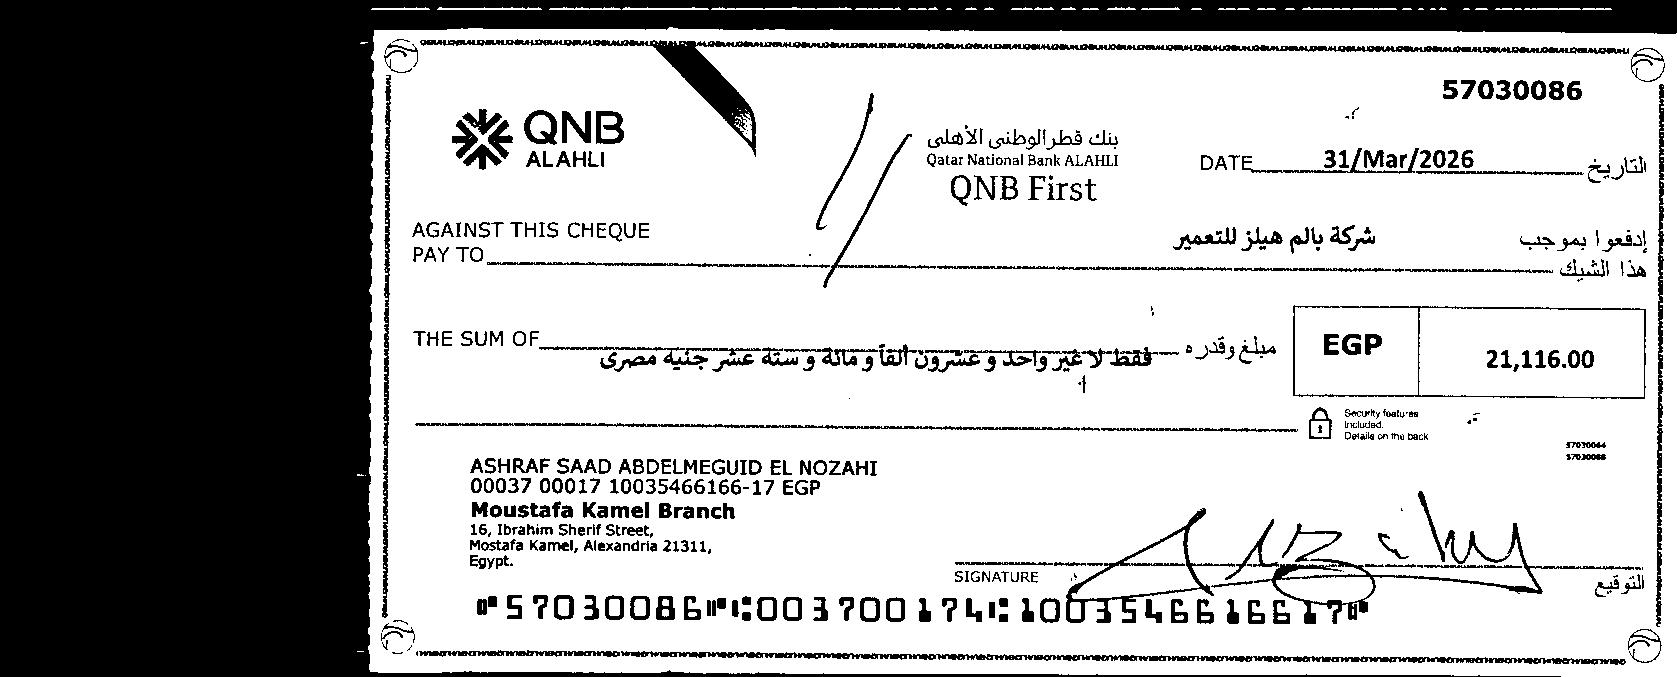 57030086
QNB
ALAHLI
بنك قطر الوطنى الأهلى
Qatar National Bank ALAHLI
QNB First
DATE 31/Mar/2026 التاريخ
AGAINST THIS CHEQUE
PAY TO
شركة بالم هيلز للتعمير
إدفعوا بموجب
هذا الشيك
THE SUM OF
فقط لا غير واحد و عشرون ألفاً و مائة و ستة عشر جنيه مصرى
مبلغ وقدره
EGP 21,116.00
Security features
included.
Details on the back
57030044
57030086
ASHRAF SAAD ABDELMEGUID EL NOZAHI
00037 00017 10035466166-17 EGP
Moustafa Kamel Branch
16, Ibrahim Sherif Street,
Mostafa Kamel, Alexandria 21311,
Egypt.
SIGNATURE التوقيع
⑈57030086⑈⑆003700174⑆1003546616617⑈